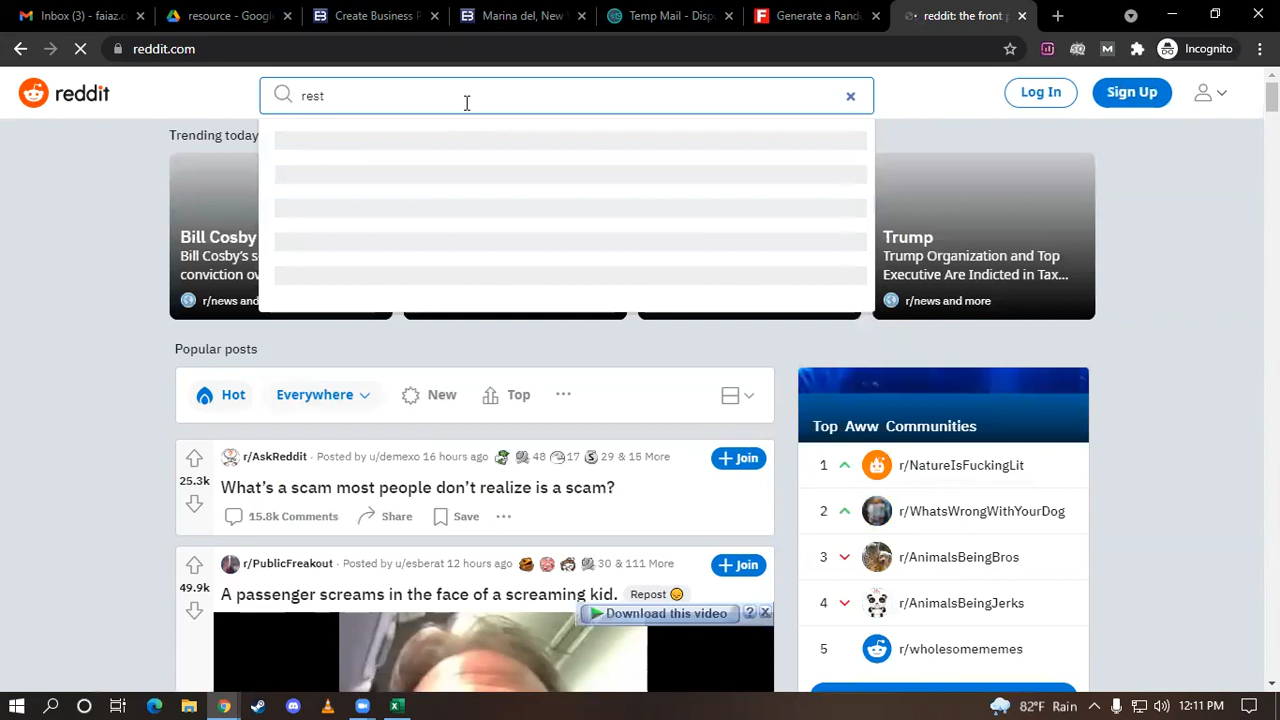 Inbox (3) - faiaz.
resource - Google
Create Business P
Marina del, New
Temp Mail - Disp
Generate a Rand
reddit: the front p
reddit.com
Incognito
reddit
rest
Log In
Sign Up
Trending today
Bill Cosby
Bill Cosby's s
conviction ov
r/news and
Trump
Trump Organization and Top
Executive Are Indicted in Tax...
r/news and more
Popular posts
Hot
Everywhere
New
Top
Top Aww Communities
1 r/NatureIsFuckingLit
2 r/WhatsWrongWithYourDog
3 r/AnimalsBeingBros
4 r/AnimalsBeingJerks
5 r/wholesomememes
r/AskReddit · Posted by u/demexo 16 hours ago 48 17 29 & 15 More
Join
25.3k
What's a scam most people don't realize is a scam?
15.8k Comments Share Save
r/PublicFreakout · Posted by u/esberat 12 hours ago 30 & 111 More
Join
49.9k
A passenger screams in the face of a screaming kid. Repost
Download this video ?
82°F Rain 12:11 PM